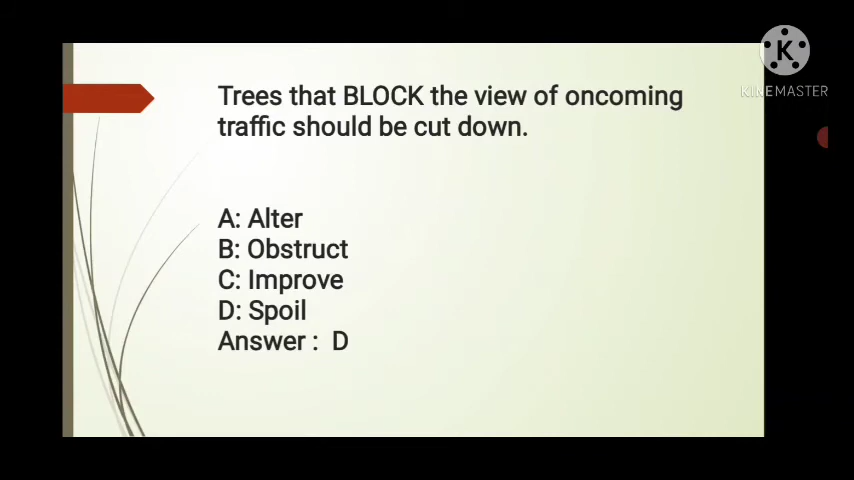 KINEMASTER
Trees that BLOCK the view of oncoming
traffic should be cut down.
A: Alter
B: Obstruct
C: Improve
D: Spoil
Answer : D